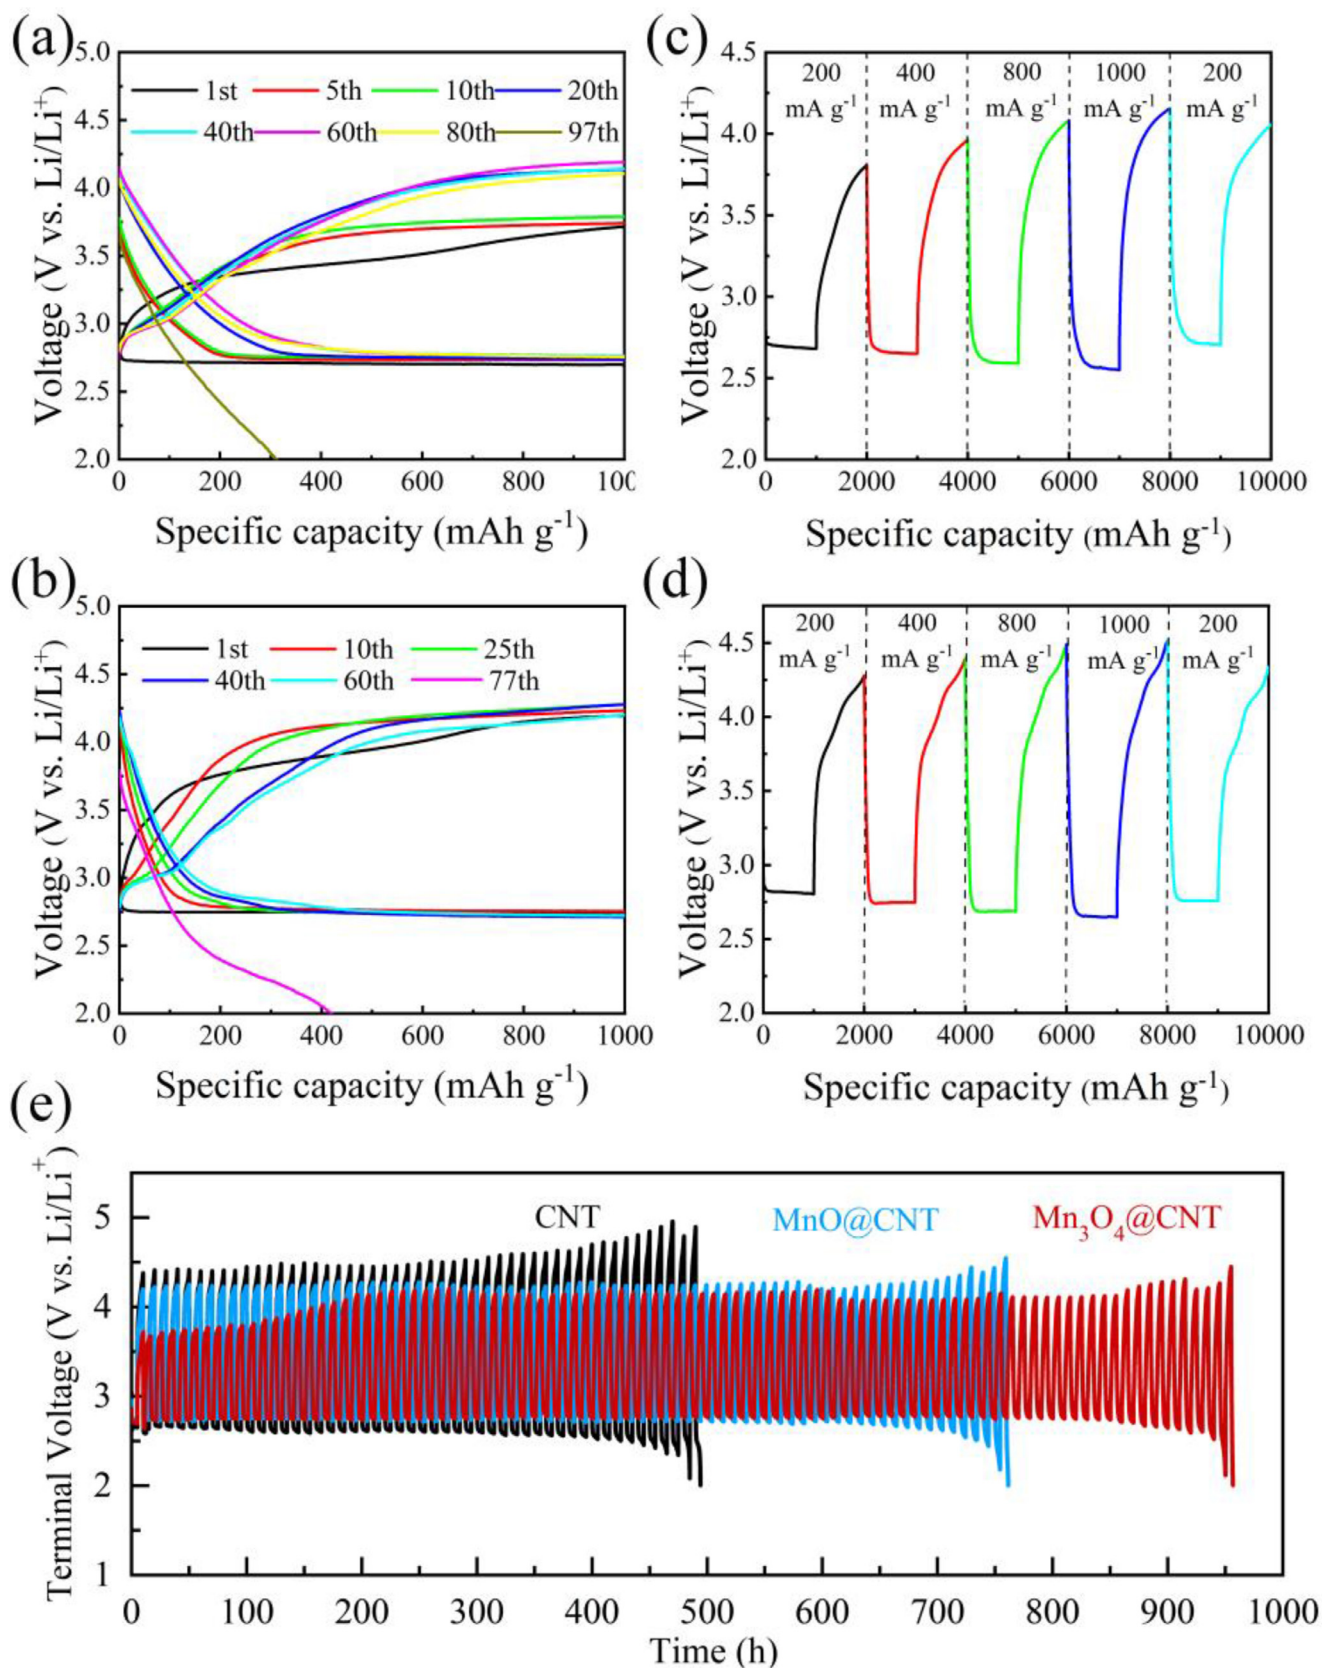 (a)
5.0
4.5
4.0
3.5
3.0
2.5
2.0
Voltage (V vs. Li/Li⁺)
1st 5th 10th 20th
40th 60th 80th 97th
0 200 400 600 800 100
Specific capacity (mAh g⁻¹)
(c)
4.5
4.0
3.5
3.0
2.5
2.0
Voltage (V vs. Li/Li⁺)
200 400 800 1000 200
mA g⁻¹ mA g⁻¹ mA g⁻¹ mA g⁻¹ mA g⁻¹
0 2000 4000 6000 8000 10000
Specific capacity (mAh g⁻¹)
(b)
5.0
4.5
4.0
3.5
3.0
2.5
2.0
Voltage (V vs. Li/Li⁺)
1st 10th 25th
40th 60th 77th
0 200 400 600 800 1000
Specific capacity (mAh g⁻¹)
(d)
4.5
4.0
3.5
3.0
2.5
2.0
Voltage (V vs. Li/Li⁺)
200 400 800 1000 200
mA g⁻¹ mA g⁻¹ mA g⁻¹ mA g⁻¹ mA g⁻¹
0 2000 4000 6000 8000 10000
Specific capacity (mAh g⁻¹)
(e)
5
4
3
2
1
Terminal Voltage (V vs. Li/Li⁺)
CNT MnO@CNT Mn₃O₄@CNT
0 100 200 300 400 500 600 700 800 900 1000
Time (h)